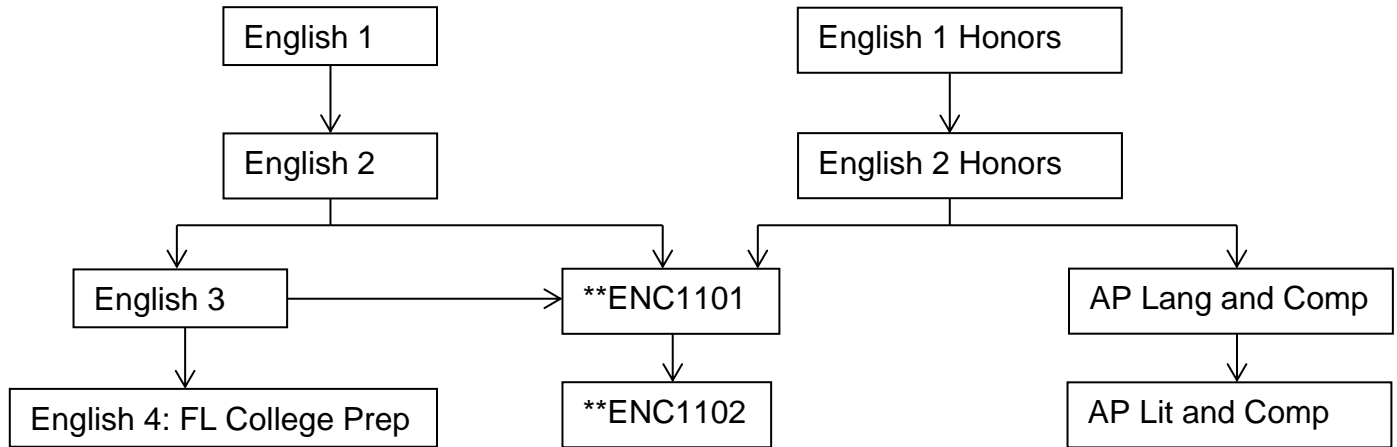 English 1
English 1 Honors
English 2
English 2 Honors
English 3
**ENC1101
AP Lang and Comp
English 4: FL College Prep
**ENC1102
AP Lit and Comp